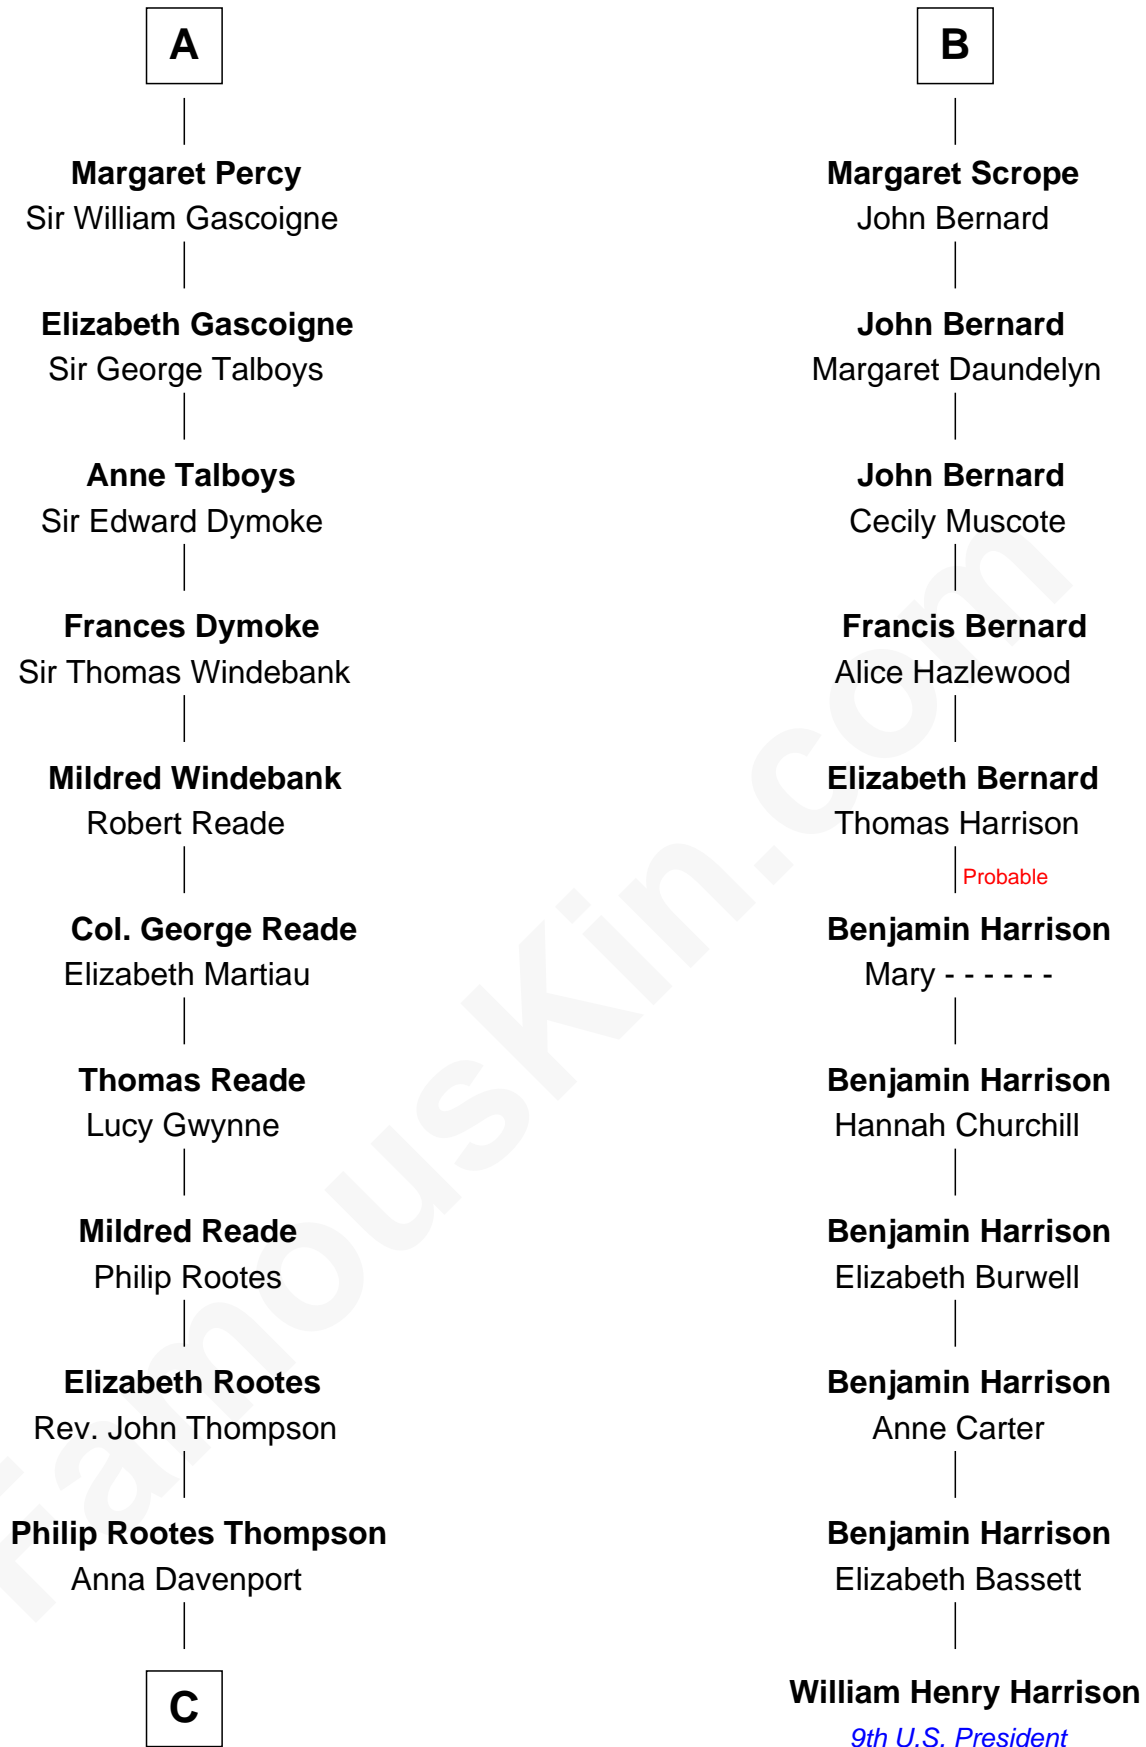 A
Margaret Percy
Sir William Gascoigne
Elizabeth Gascoigne
Sir George Talboys
Anne Talboys
Sir Edward Dymoke
Frances Dymoke
Sir Thomas Windebank
Mildred Windebank
Robert Reade
Col. George Reade
Elizabeth Martiau
Thomas Reade
Lucy Gwynne
Mildred Reade
Philip Rootes
Elizabeth Rootes
Rev. John Thompson
Philip Rootes Thompson
Anna Davenport
C
B
Margaret Scrope
John Bernard
John Bernard
Margaret Daundelyn
John Bernard
Cecily Muscote
Francis Bernard
Alice Hazlewood
Elizabeth Bernard
Thomas Harrison
Probable
Benjamin Harrison
Mary - - - - - -
Benjamin Harrison
Hannah Churchill
Benjamin Harrison
Elizabeth Burwell
Benjamin Harrison
Anne Carter
Benjamin Harrison
Elizabeth Bassett
William Henry Harrison
9th U.S. President
FamousKin.com